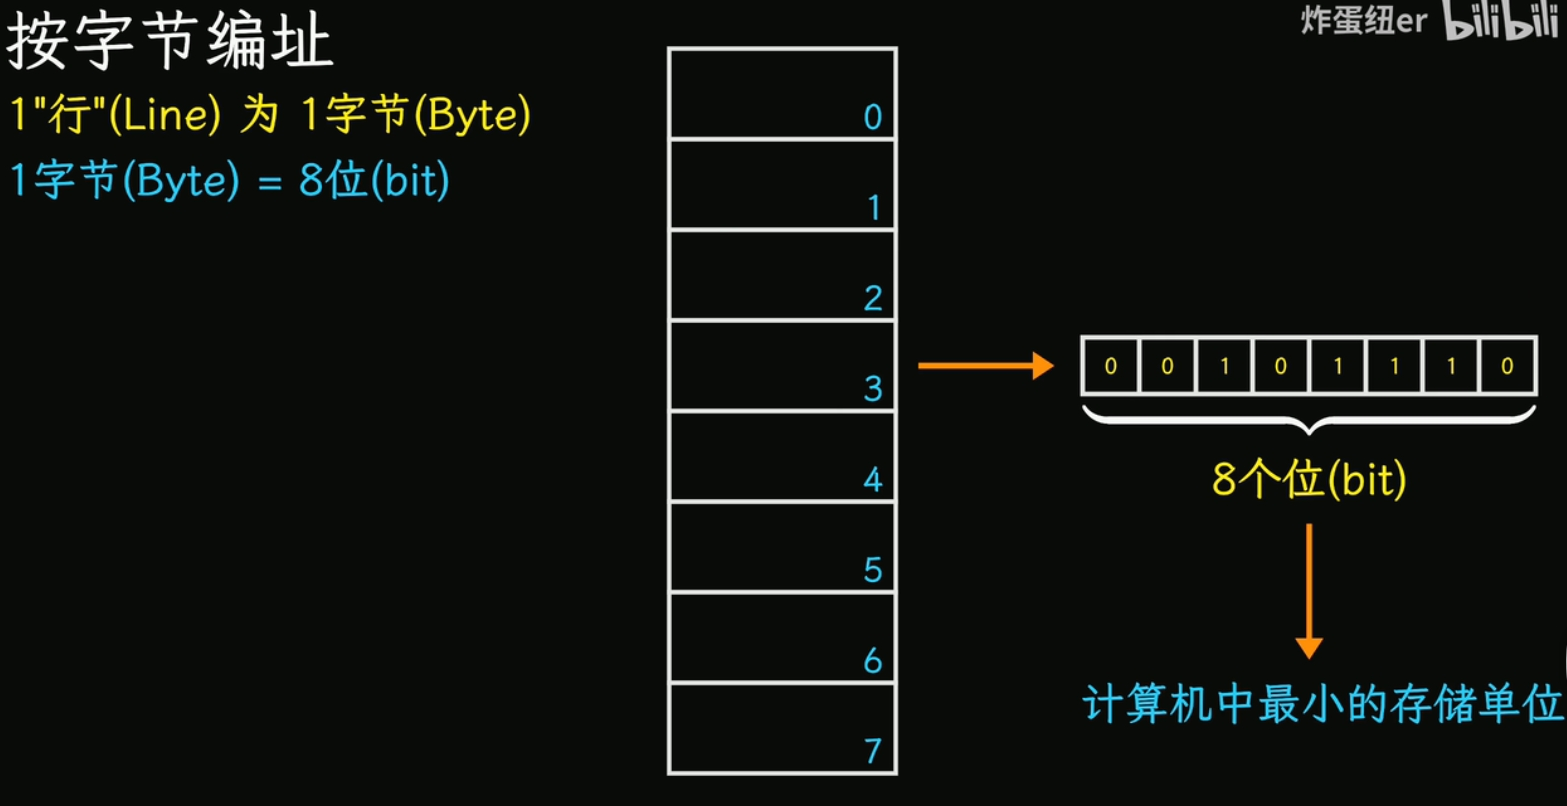 按字节编址
炸蛋纽er bilibili
1"行"(Line) 为 1字节(Byte)
1字节(Byte) = 8位(bit)
0
1
2
3
4
5
6
7
0 0 1 0 1 1 1 0
8个位(bit)
计算机中最小的存储单位